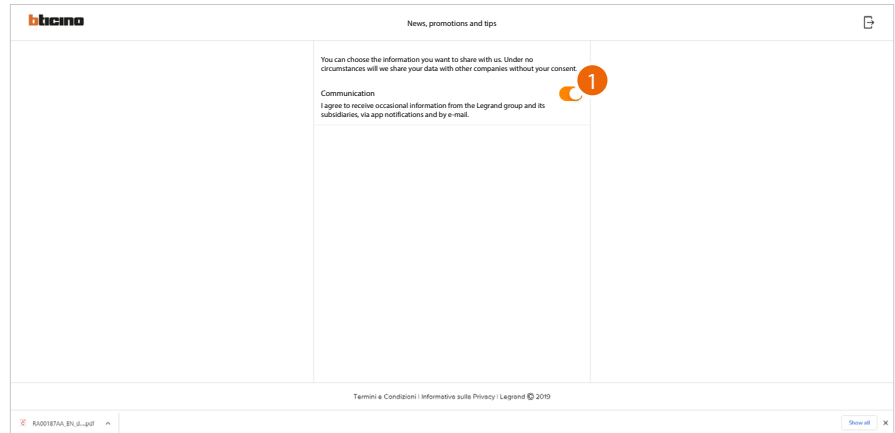 bticino
News, promotions and tips
You can choose the information you want to share with us. Under no
circumstances will we share your data with other companies without your consent.
1
Communication
I agree to receive occasional information from the Legrand group and its
subsidiaries, via app notifications and by e-mail.
Termini e Condizioni | Informativa sulla Privacy | Legrand © 2019
RA00187AA_EN_d....pdf
Show all